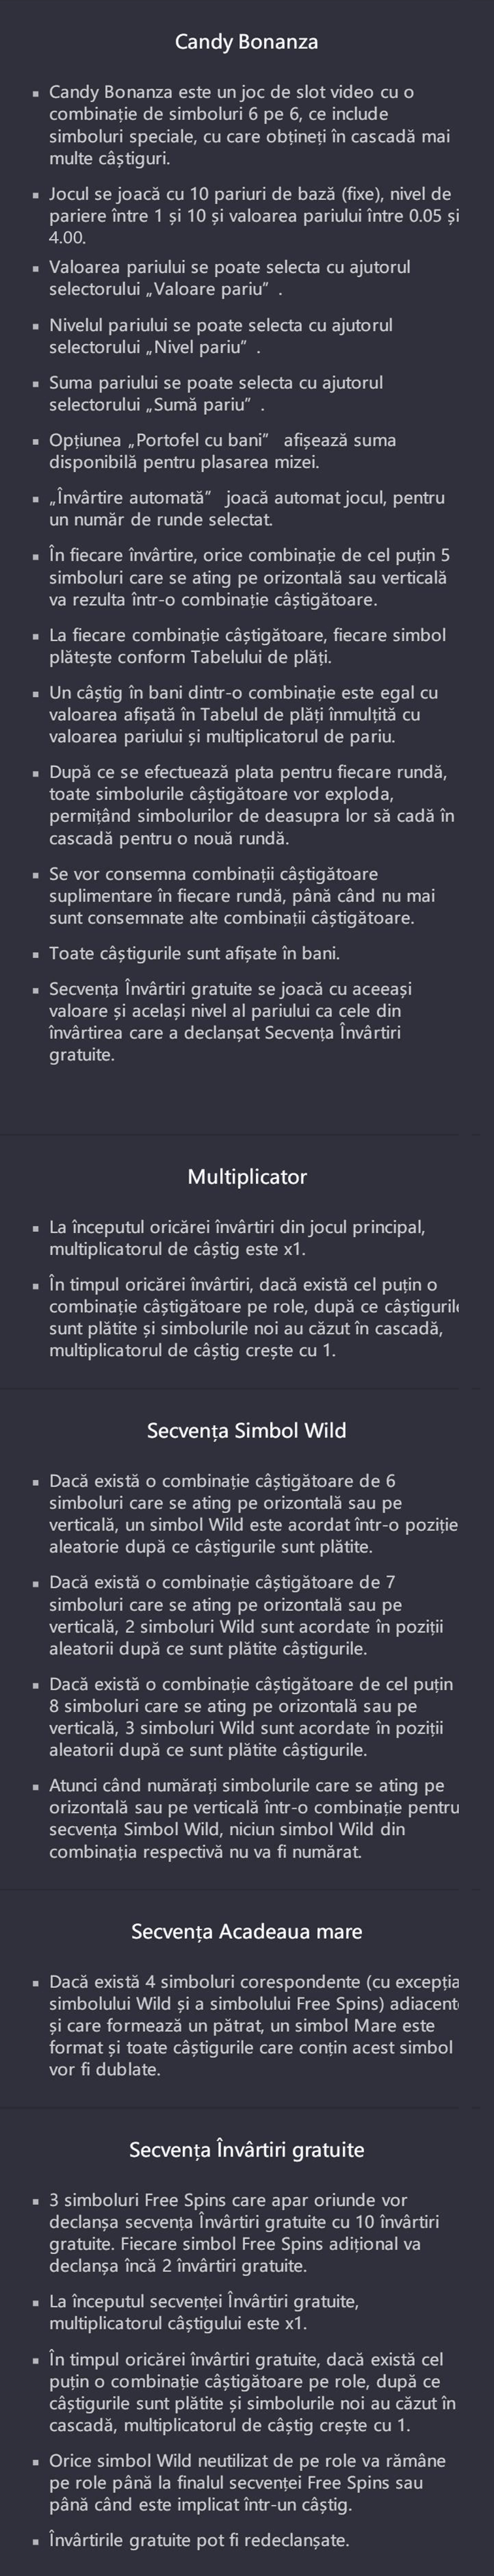 Candy Bonanza
Candy Bonanza este un joc de slot video cu o
combinație de simboluri 6 pe 6, ce include
simboluri speciale, cu care obțineți în cascadă mai
multe câștiguri.
Jocul se joacă cu 10 pariuri de bază (fixe), nivel de
pariere între 1 și 10 și valoarea pariului între 0.05 și
4.00.
Valoarea pariului se poate selecta cu ajutorul
selectorului „Valoare pariu” .
Nivelul pariului se poate selecta cu ajutorul
selectorului „Nivel pariu” .
Suma pariului se poate selecta cu ajutorul
selectorului „Sumă pariu” .
Opțiunea „Portofel cu bani” afișează suma
disponibilă pentru plasarea mizei.
„Învârtire automată” joacă automat jocul, pentru
un număr de runde selectat.
În fiecare învârtire, orice combinație de cel puțin 5
simboluri care se ating pe orizontală sau verticală
va rezulta într-o combinație câștigătoare.
La fiecare combinație câștigătoare, fiecare simbol
plătește conform Tabelului de plăți.
Un câștig în bani dintr-o combinație este egal cu
valoarea afișată în Tabelul de plăți înmulțită cu
valoarea pariului și multiplicatorul de pariu.
După ce se efectuează plata pentru fiecare rundă,
toate simbolurile câștigătoare vor exploda,
permițând simbolurilor de deasupra lor să cadă în
cascadă pentru o nouă rundă.
Se vor consemna combinații câștigătoare
suplimentare în fiecare rundă, până când nu mai
sunt consemnate alte combinații câștigătoare.
Toate câștigurile sunt afișate în bani.
Secvența Învârtiri gratuite se joacă cu aceeași
valoare și același nivel al pariului ca cele din
învârtirea care a declanșat Secvența Învârtiri
gratuite.
Multiplicator
La începutul oricărei învârtiri din jocul principal,
multiplicatorul de câștig este x1.
În timpul oricărei învârtiri, dacă există cel puțin o
combinație câștigătoare pe role, după ce câștigurile
sunt plătite și simbolurile noi au căzut în cascadă,
multiplicatorul de câștig crește cu 1.
Secvența Simbol Wild
Dacă există o combinație câștigătoare de 6
simboluri care se ating pe orizontală sau pe
verticală, un simbol Wild este acordat într-o poziție
aleatorie după ce câștigurile sunt plătite.
Dacă există o combinație câștigătoare de 7
simboluri care se ating pe orizontală sau pe
verticală, 2 simboluri Wild sunt acordate în poziții
aleatorii după ce sunt plătite câștigurile.
Dacă există o combinație câștigătoare de cel puțin
8 simboluri care se ating pe orizontală sau pe
verticală, 3 simboluri Wild sunt acordate în poziții
aleatorii după ce sunt plătite câștigurile.
Atunci când numărați simbolurile care se ating pe
orizontală sau pe verticală într-o combinație pentru
secvența Simbol Wild, niciun simbol Wild din
combinația respectivă nu va fi numărat.
Secvența Acadeaua mare
Dacă există 4 simboluri corespondente (cu excepția
simbolului Wild și a simbolului Free Spins) adiacente
și care formează un pătrat, un simbol Mare este
format și toate câștigurile care conțin acest simbol
vor fi dublate.
Secvența Învârtiri gratuite
3 simboluri Free Spins care apar oriunde vor
declanșa secvența Învârtiri gratuite cu 10 învârtiri
gratuite. Fiecare simbol Free Spins adițional va
declanșa încă 2 învârtiri gratuite.
La începutul secvenței Învârtiri gratuite,
multiplicatorul câștigului este x1.
În timpul oricărei învârtiri gratuite, dacă există cel
puțin o combinație câștigătoare pe role, după ce
câștigurile sunt plătite și simbolurile noi au căzut în
cascadă, multiplicatorul de câștig crește cu 1.
Orice simbol Wild neutilizat de pe role va rămâne
pe role până la finalul secvenței Free Spins sau
până când este implicat într-un câștig.
Învârtirile gratuite pot fi redeclanșate.